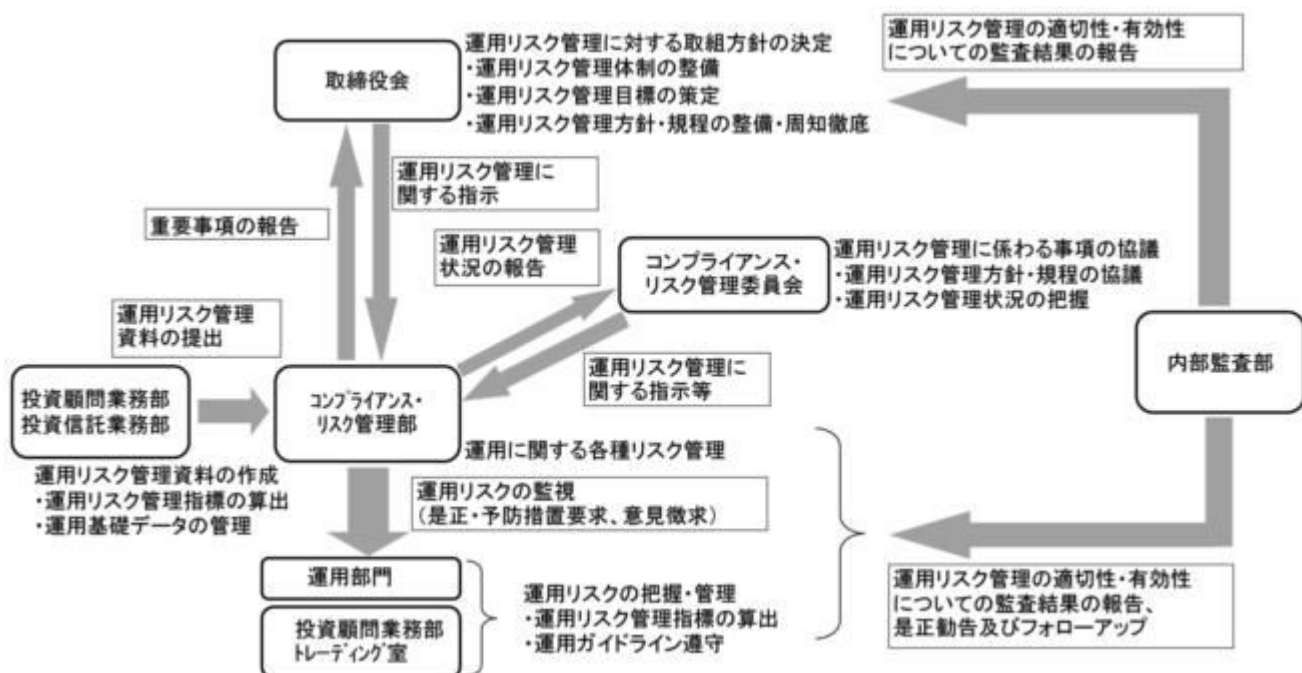 運用リスク管理に対する取組方針の決定
・運用リスク管理体制の整備
・運用リスク管理目標の策定
・運用リスク管理方針・規程の整備・周知徹底
取締役会
運用リスク管理の適切性・有効性
についての監査結果の報告
運用リスク管理に
関する指示
重要事項の報告
運用リスク管理
状況の報告
コンプライアンス・
リスク管理委員会
運用リスク管理に係わる事項の協議
・運用リスク管理方針・規程の協議
・運用リスク管理状況の把握
運用リスク管理
資料の提出
運用リスク管理に
関する指示等
内部監査部
投資顧問業務部
投資信託業務部
コンプライアンス・
リスク管理部
運用に関する各種リスク管理
運用リスク管理資料の作成
・運用リスク管理指標の算出
・運用基礎データの管理
運用リスクの監視
（是正・予防措置要求、意見徴求）
運用部門
投資顧問業務部
トレーディング室
運用リスクの把握・管理
・運用リスク管理指標の算出
・運用ガイドライン遵守
運用リスク管理の適切性・有効性
についての監査結果の報告、
是正勧告及びフォローアップ